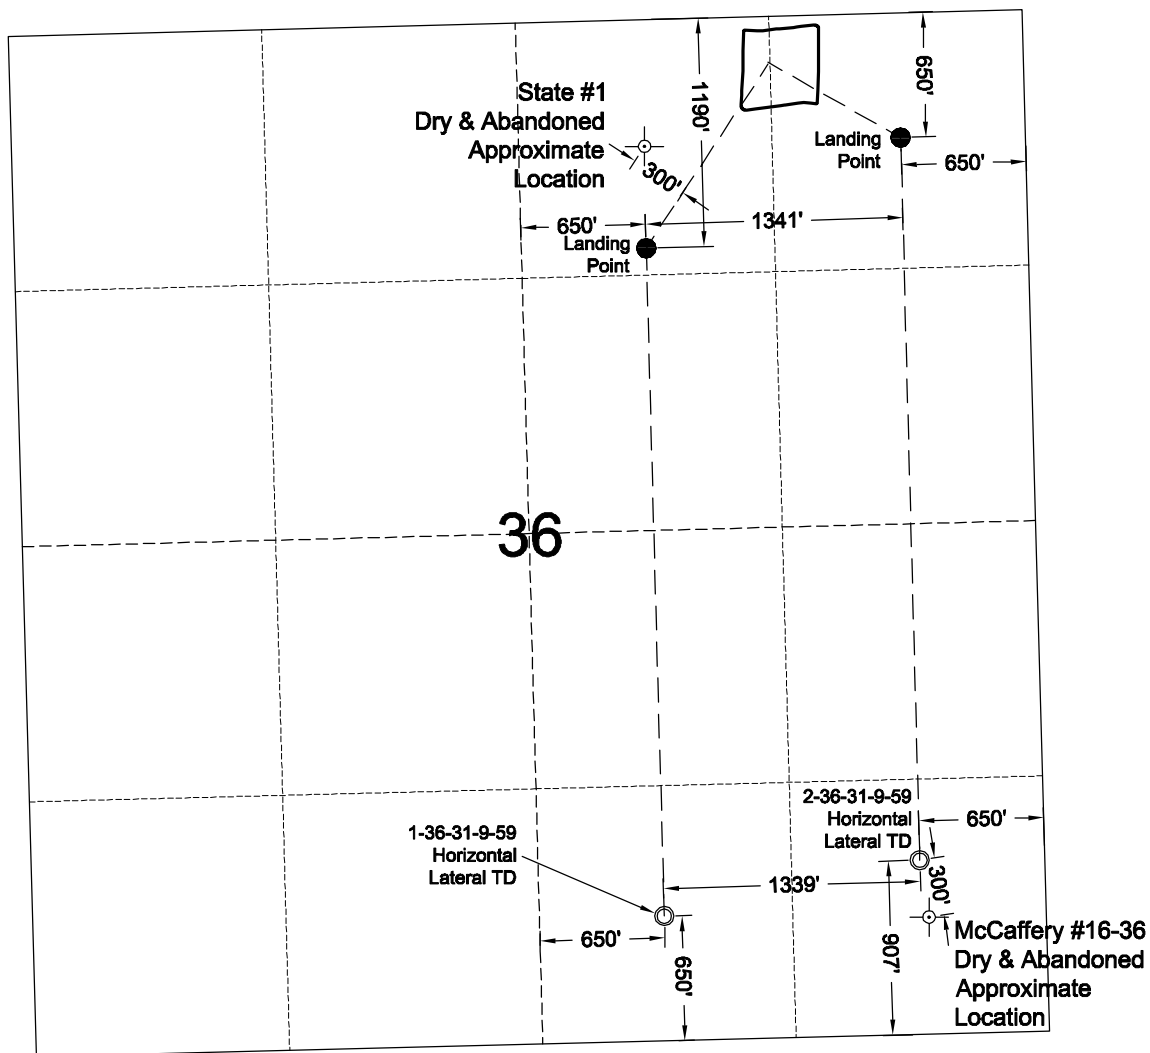 State #1
Dry & Abandoned
Approximate
Location
1190'
650'
Landing
Point
650'
300'
650'
1341'
Landing
Point
36
2-36-31-9-59
Horizontal
Lateral TD
650'
1-36-31-9-59
Horizontal
Lateral TD
1339'
300'
650'
650'
907'
McCaffery #16-36
Dry & Abandoned
Approximate
Location